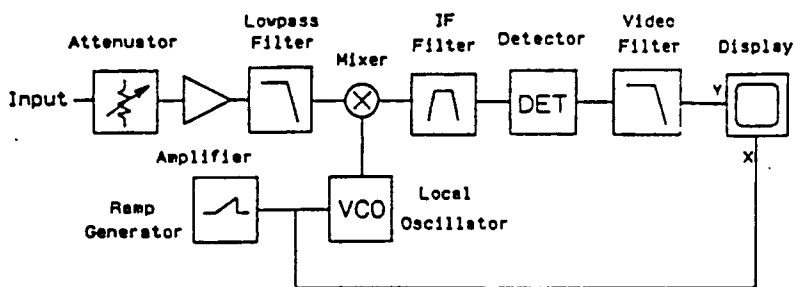 Attenuator
Lowpass
Filter
Mixer
IF
Filter
Detector
Video
Filter
Display
Input
DET
Y
X
Amplifier
Ramp
Generator
VCO
Local
Oscillator